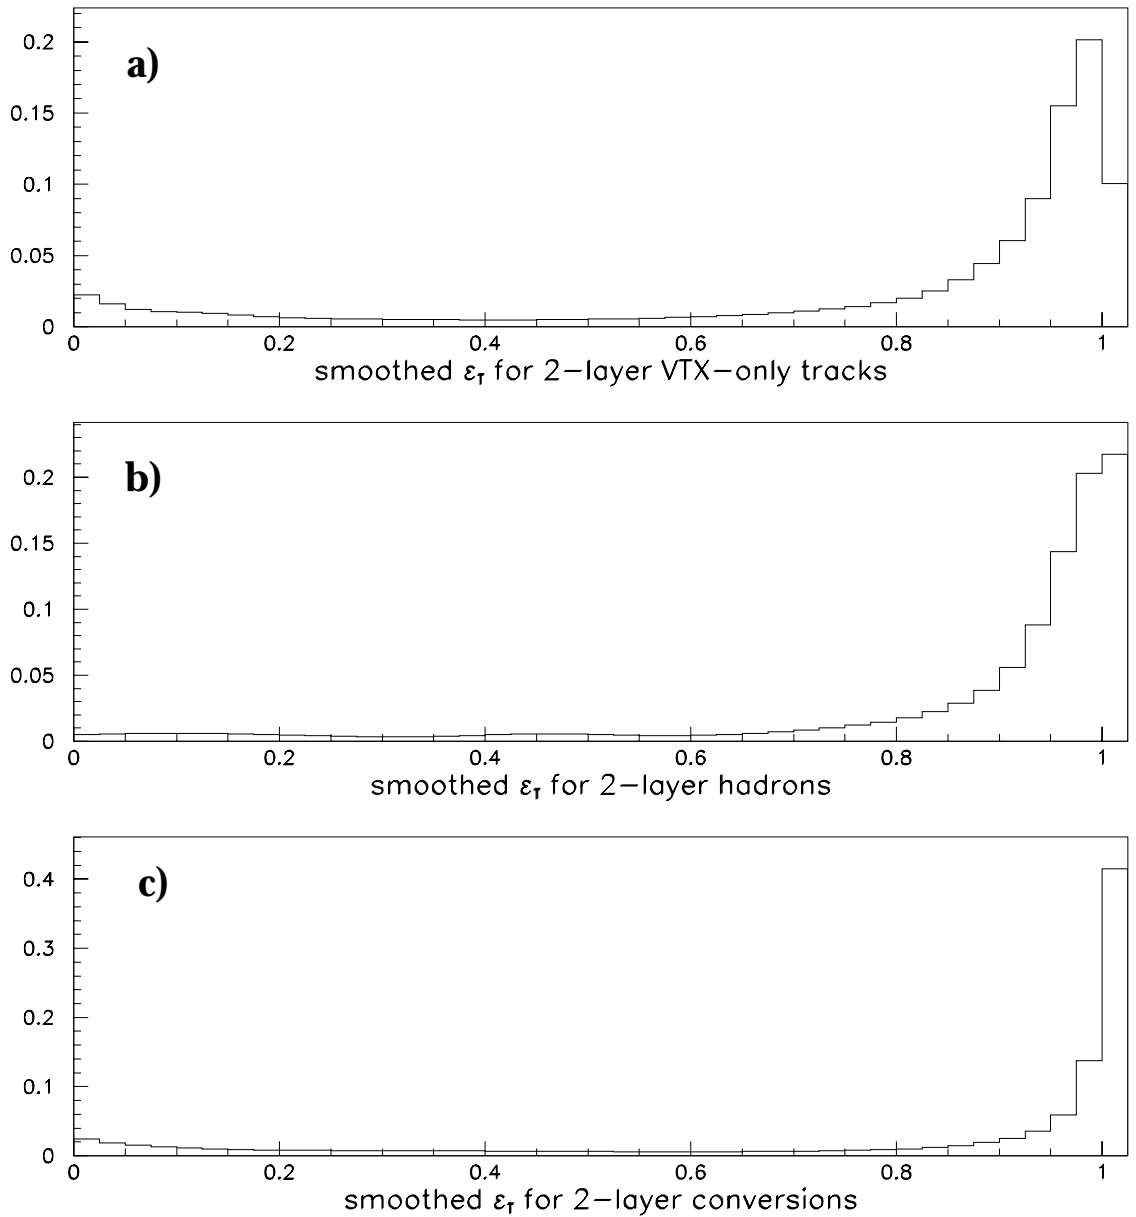 a)
0.2
0.15
0.1
0.05
0
0 0.2 0.4 0.6 0.8 1
smoothed ε_T for 2−layer VTX−only tracks
b)
0.2
0.15
0.1
0.05
0
0 0.2 0.4 0.6 0.8 1
smoothed ε_T for 2−layer hadrons
c)
0.4
0.3
0.2
0.1
0
0 0.2 0.4 0.6 0.8 1
smoothed ε_T for 2−layer conversions